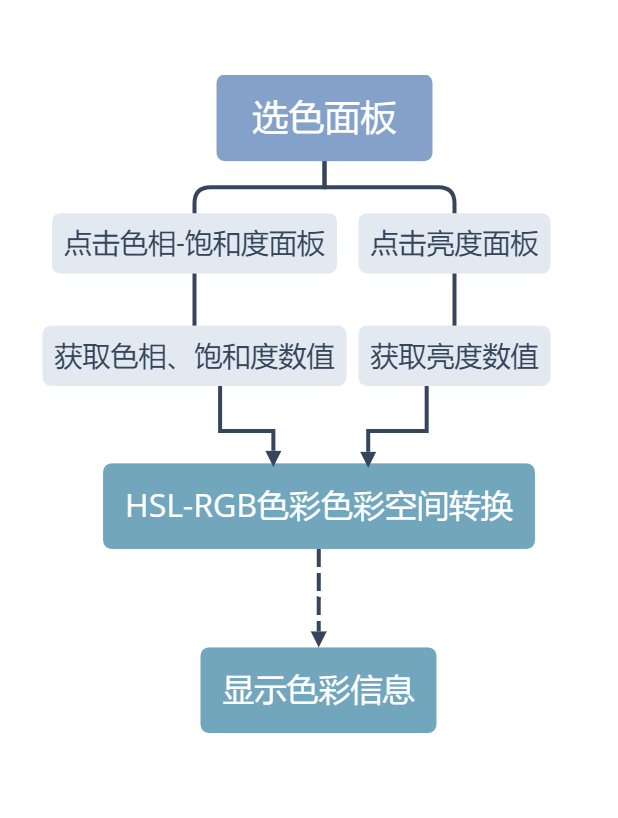 选色面板
点击色相-饱和度面板
点击亮度面板
获取色相、饱和度数值
获取亮度数值
HSL-RGB色彩色彩空间转换
显示色彩信息